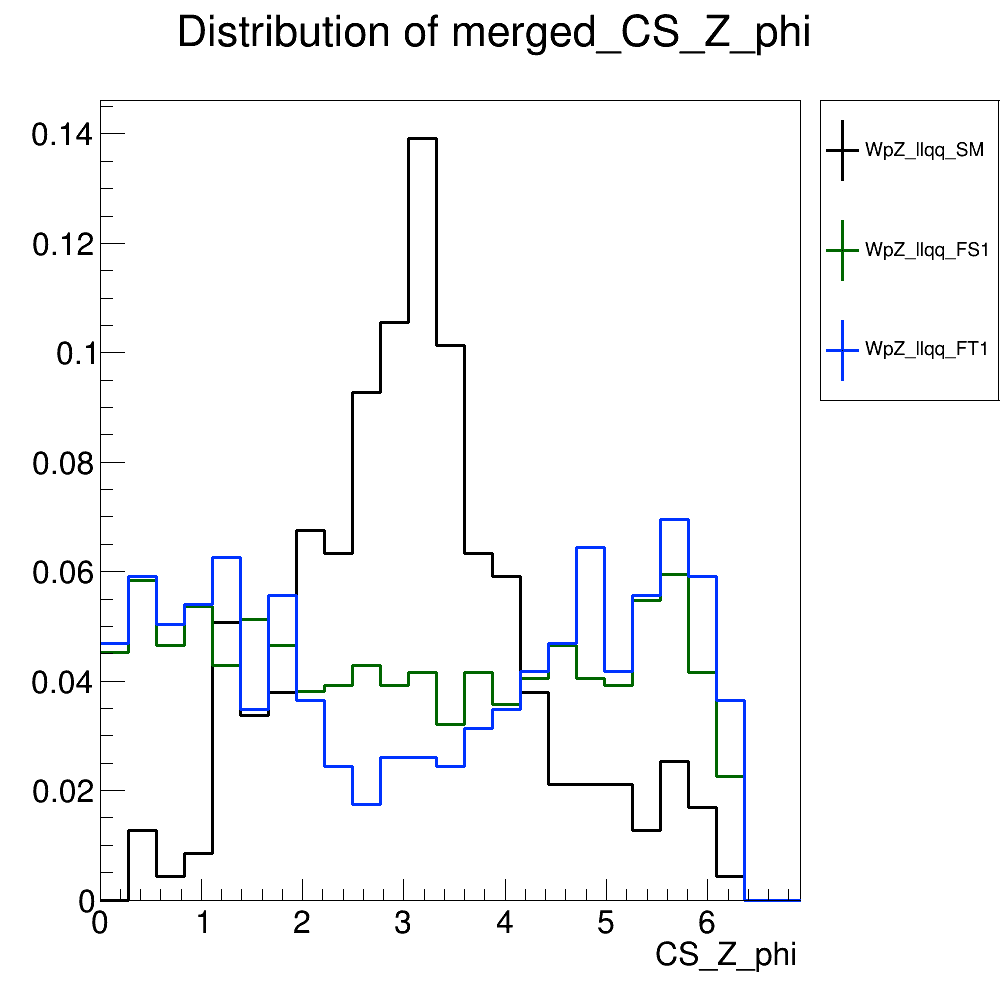 Distribution of merged_CS_Z_phi
0.14
0.12
0.1
0.08
0.06
0.04
0.02
0
0 1 2 3 4 5 6
CS_Z_phi
WpZ_llqq_SM
WpZ_llqq_FS1
WpZ_llqq_FT1